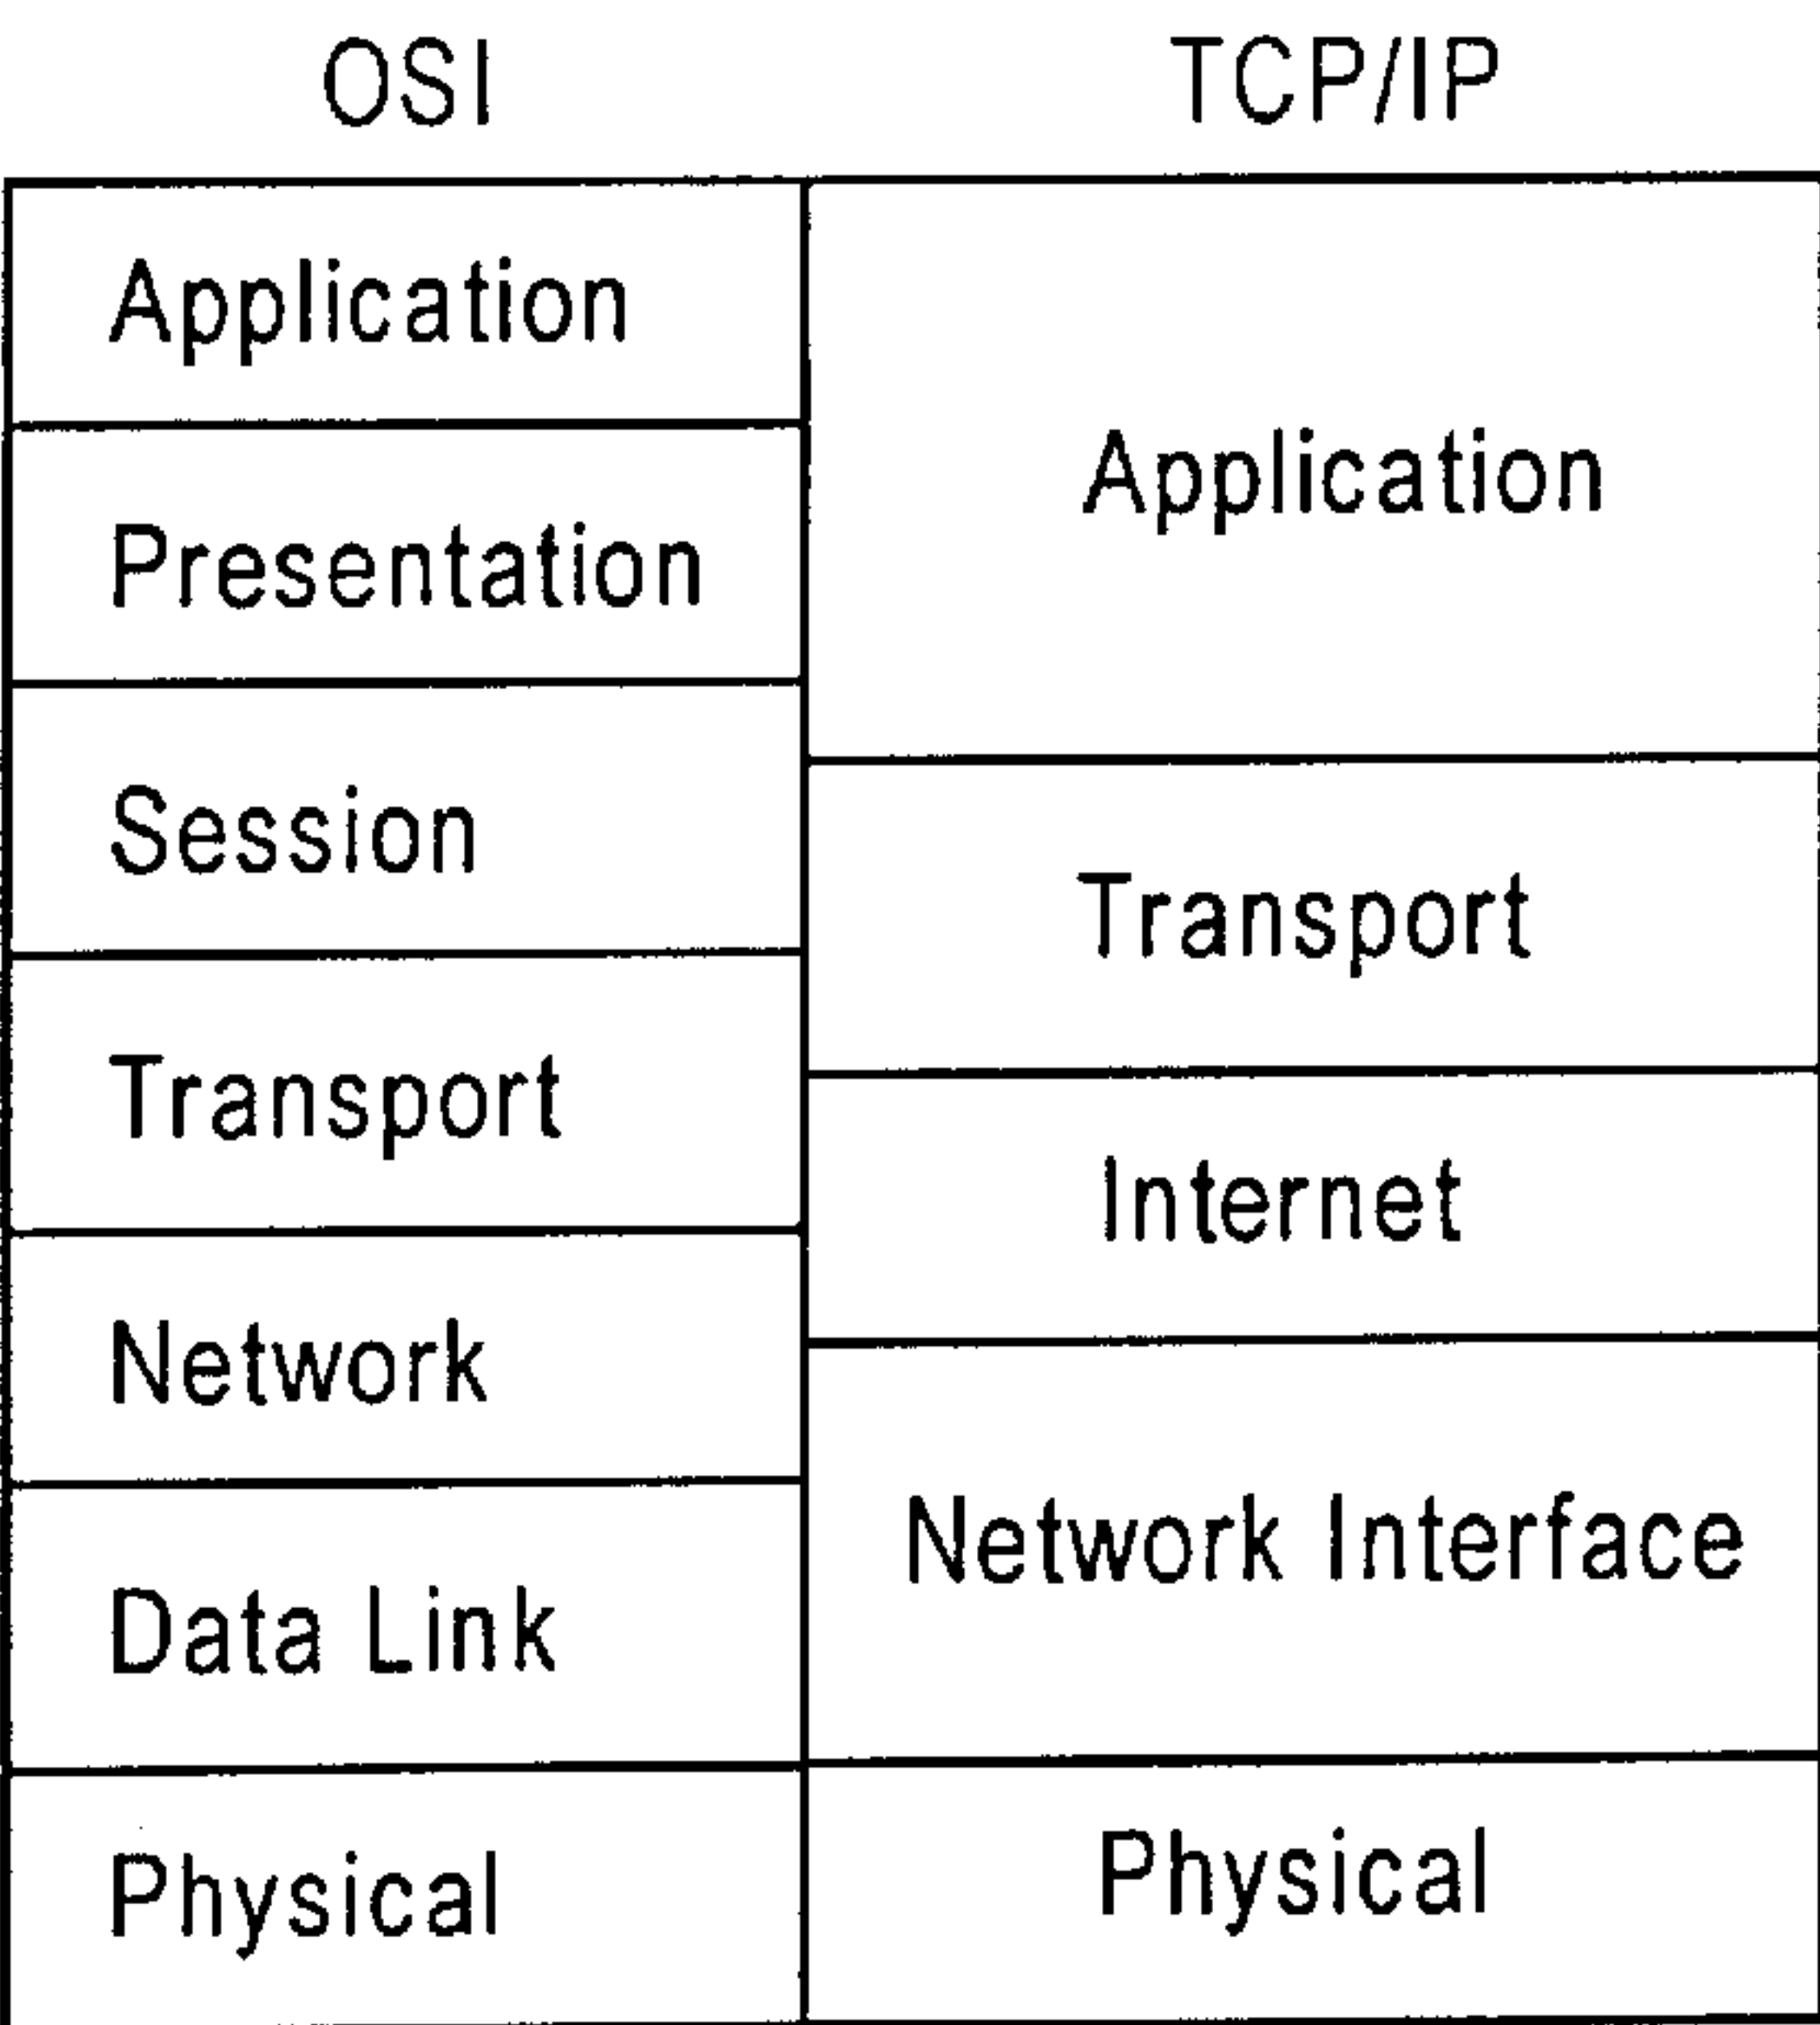 OSI
TCP/IP
Application
Presentation
Session
Transport
Network
Data Link
Physical
Application
Transport
Internet
Network Interface
Physical